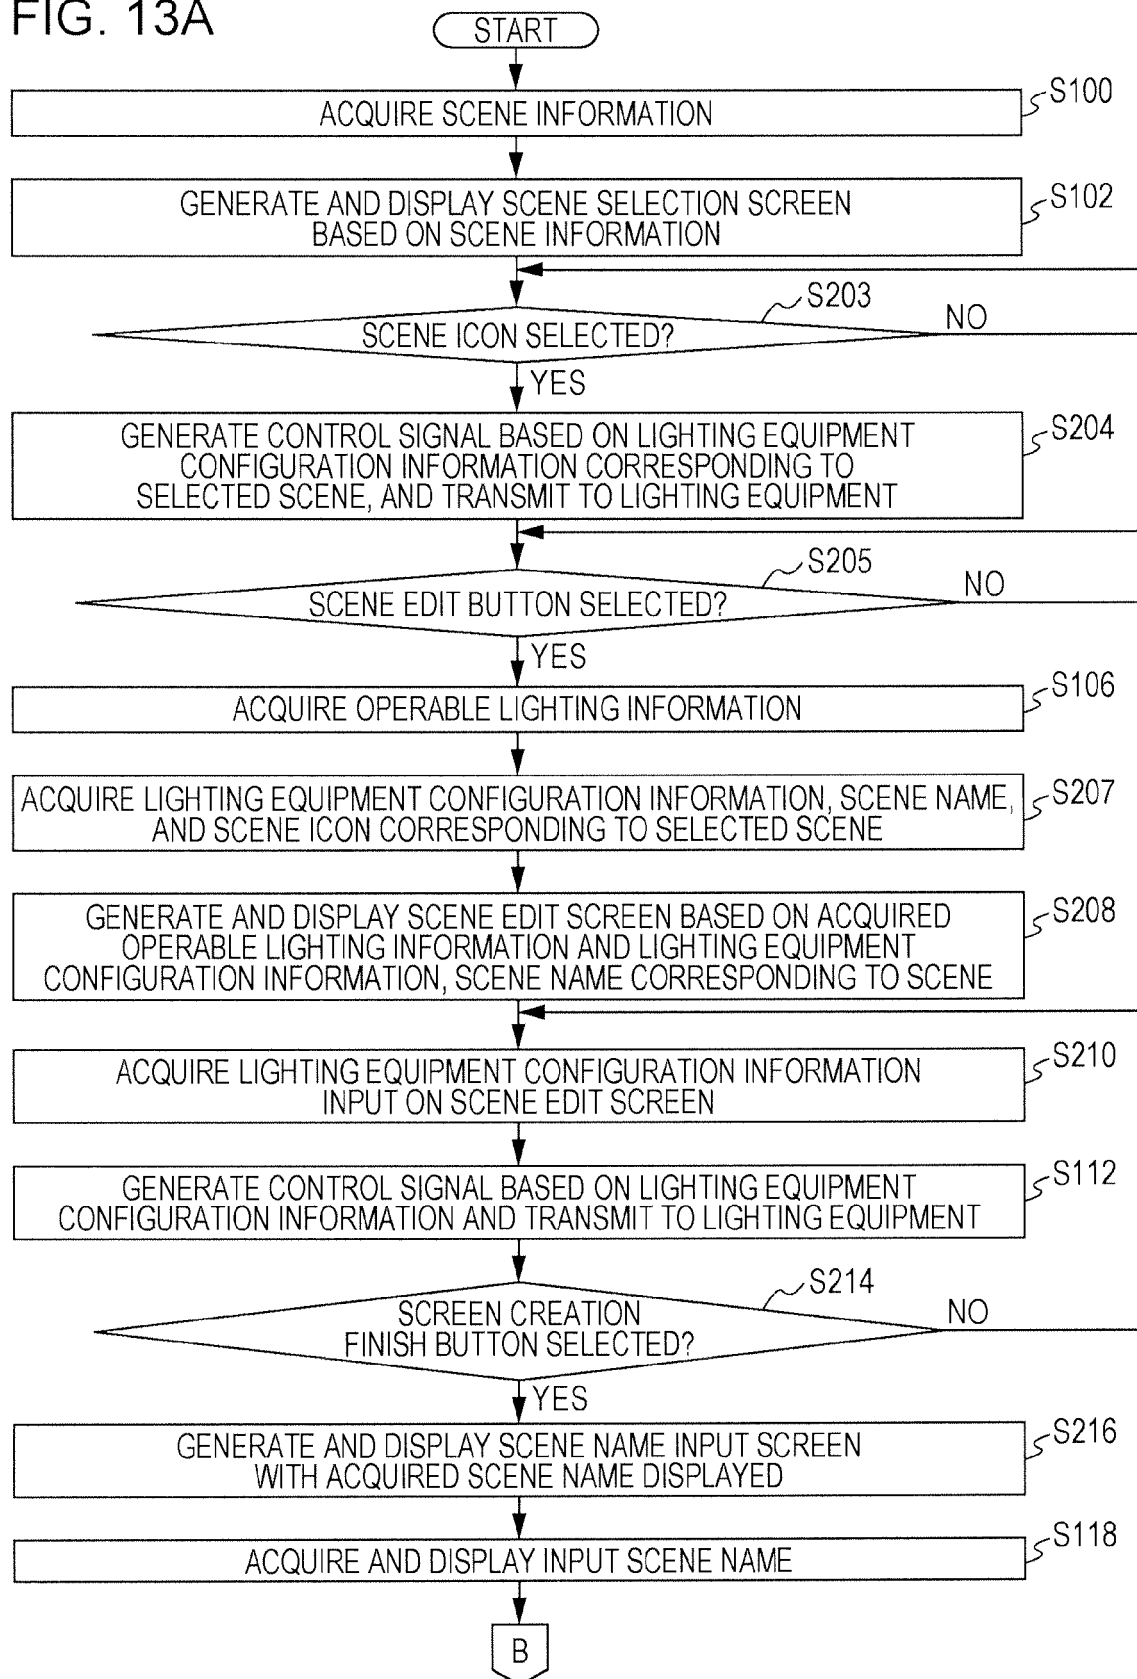 FIG. 13A
START
ACQUIRE SCENE INFORMATION
S100
GENERATE AND DISPLAY SCENE SELECTION SCREEN
BASED ON SCENE INFORMATION
S102
SCENE ICON SELECTED?
S203
NO
YES
GENERATE CONTROL SIGNAL BASED ON LIGHTING EQUIPMENT
CONFIGURATION INFORMATION CORRESPONDING TO
SELECTED SCENE, AND TRANSMIT TO LIGHTING EQUIPMENT
S204
SCENE EDIT BUTTON SELECTED?
S205
NO
YES
ACQUIRE OPERABLE LIGHTING INFORMATION
S106
ACQUIRE LIGHTING EQUIPMENT CONFIGURATION INFORMATION, SCENE NAME,
AND SCENE ICON CORRESPONDING TO SELECTED SCENE
S207
GENERATE AND DISPLAY SCENE EDIT SCREEN BASED ON ACQUIRED
OPERABLE LIGHTING INFORMATION AND LIGHTING EQUIPMENT
CONFIGURATION INFORMATION, SCENE NAME CORRESPONDING TO SCENE
S208
ACQUIRE LIGHTING EQUIPMENT CONFIGURATION INFORMATION
INPUT ON SCENE EDIT SCREEN
S210
GENERATE CONTROL SIGNAL BASED ON LIGHTING EQUIPMENT
CONFIGURATION INFORMATION AND TRANSMIT TO LIGHTING EQUIPMENT
S112
SCREEN CREATION
FINISH BUTTON SELECTED?
S214
NO
YES
GENERATE AND DISPLAY SCENE NAME INPUT SCREEN
WITH ACQUIRED SCENE NAME DISPLAYED
S216
ACQUIRE AND DISPLAY INPUT SCENE NAME
S118
B